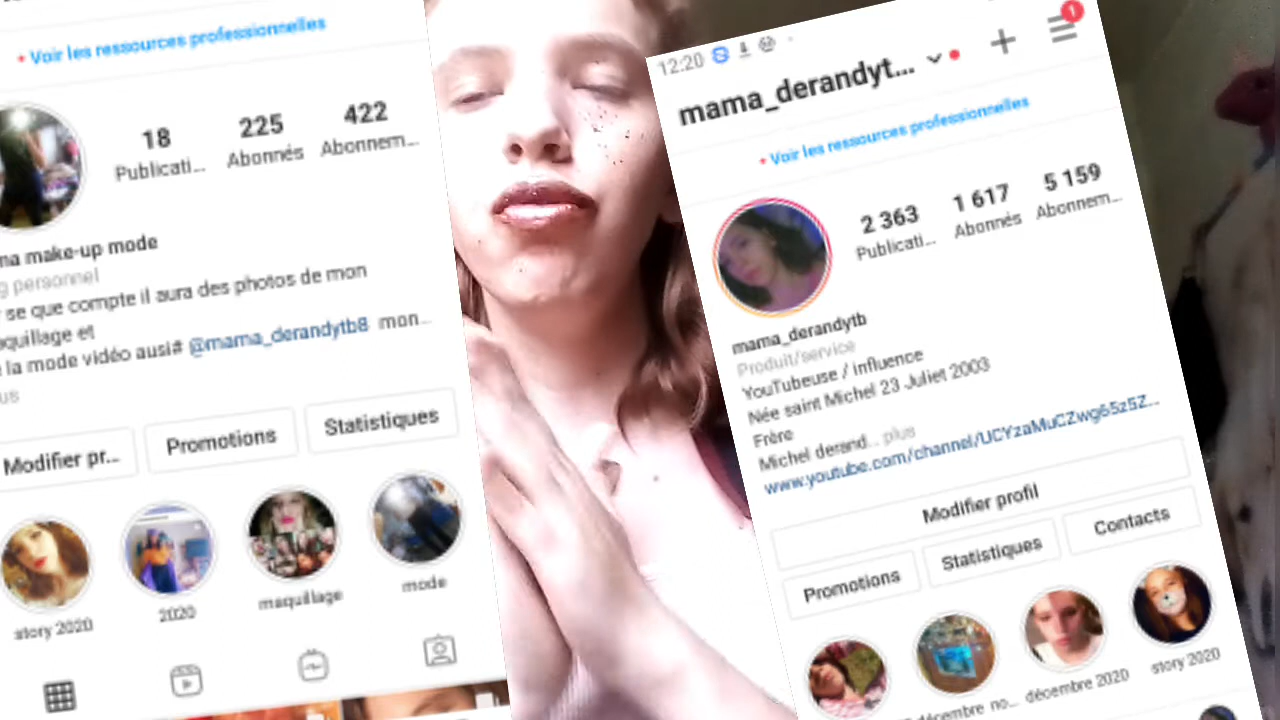 Voir les ressources professionnelles
18
Publicati...
225
Abonnés
422
Abonnem...
make-up mode
personnel
se que compte il aura des photos de mon
et
la mode vidéo ausi# @mama_derandytb8 mon...
Modifier pr...
Promotions
Statistiques
story 2020
2020
maquillage
mode
12:20
1
mama_derandyt...
Voir les ressources professionnelles
2 363
Publicati...
1 617
Abonnés
5 159
Abonnem...
mama_derandytb
Produit/service
YouTubeuse / influence
Née saint Michel 23 Juliet 2003
Frère
Michel derand... plus
www.youtube.com/channel/UCYzaMuCZwg65z5Z...
Modifier profil
Promotions
Statistiques
Contacts
décembre no...
décembre 2020
story 2020